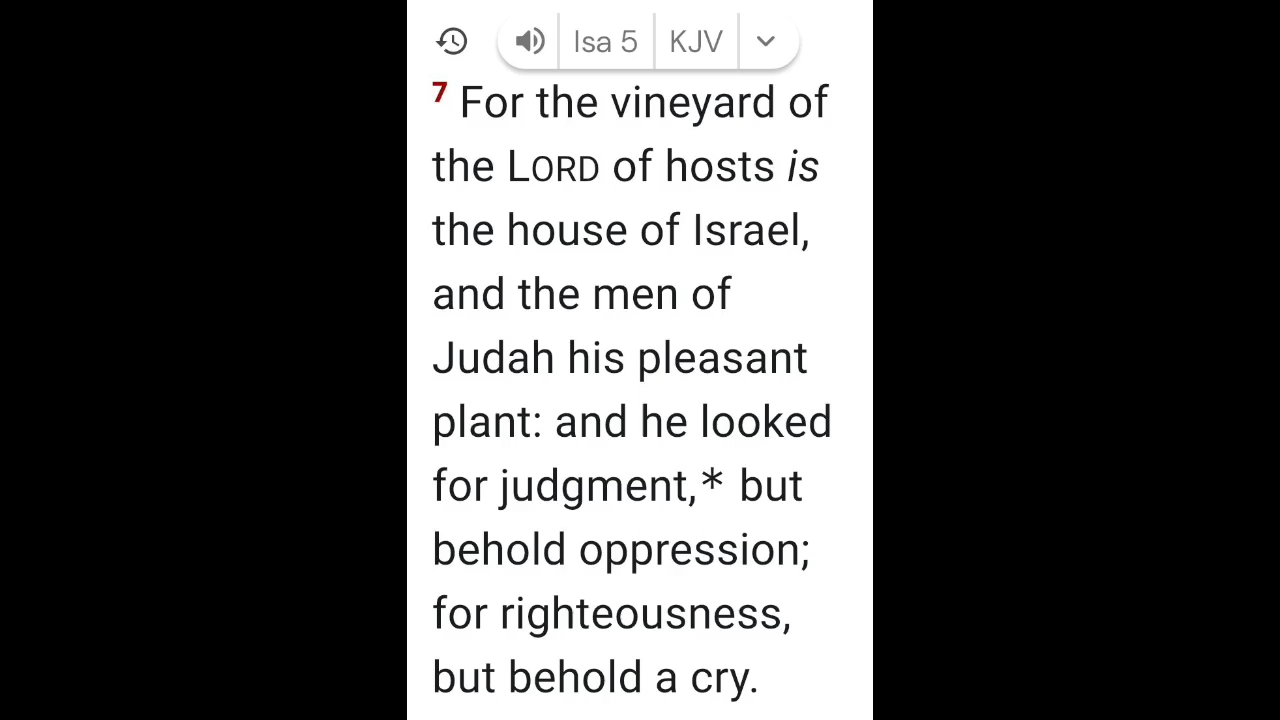 Isa 5 KJV
7 For the vineyard of
the LORD of hosts is
the house of Israel,
and the men of
Judah his pleasant
plant: and he looked
for judgment,* but
behold oppression;
for righteousness,
but behold a cry.